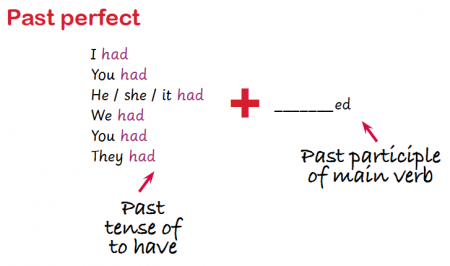 Past perfect
I had
You had
He / she / it had
We had
You had
They had
+
_______ed
Past tense of to have
Past participle of main verb